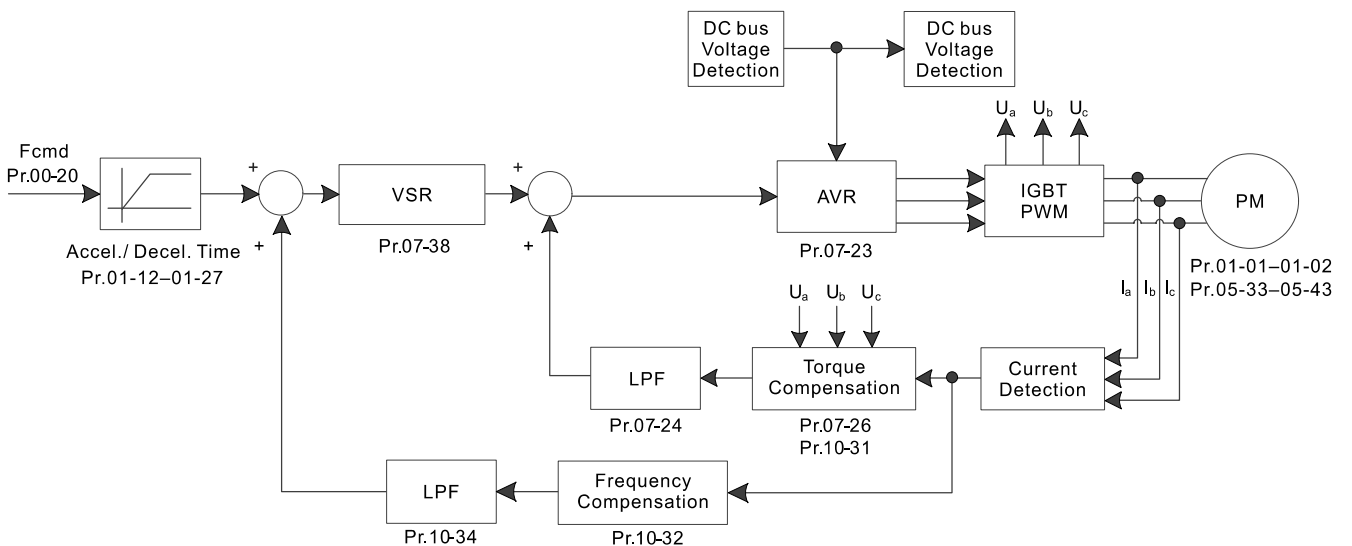 DC bus
Voltage
Detection
DC bus
Voltage
Detection
Ua
Ub
Uc
Fcmd
Pr.00-20
+
+
Accel./ Decel. Time
Pr.01-12–01-27
VSR
Pr.07-38
+
+
AVR
Pr.07-23
IGBT
PWM
PM
Pr.01-01–01-02
Pr.05-33–05-43
Ia
Ib
Ic
Ua
Ub
Uc
LPF
Pr.07-24
Torque
Compensation
Pr.07-26
Pr.10-31
Current
Detection
LPF
Pr.10-34
Frequency
Compensation
Pr.10-32